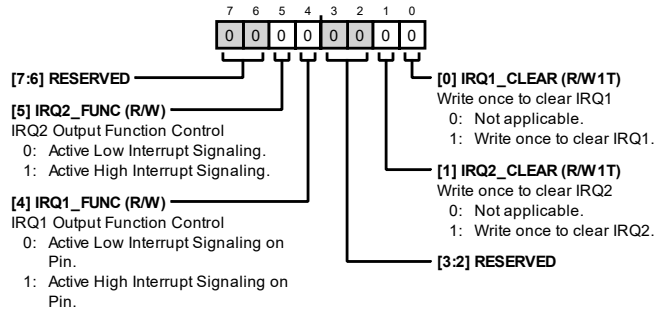 7 6 5 4 3 2 1 0
0 0 0 0 0 0 0 0
[7:6] RESERVED
[5] IRQ2_FUNC (R/W)
IRQ2 Output Function Control
0: Active Low Interrupt Signaling.
1: Active High Interrupt Signaling.
[4] IRQ1_FUNC (R/W)
IRQ1 Output Function Control
0: Active Low Interrupt Signaling on
Pin.
1: Active High Interrupt Signaling on
Pin.
[0] IRQ1_CLEAR (R/W1T)
Write once to clear IRQ1
0: Not applicable.
1: Write once to clear IRQ1.
[1] IRQ2_CLEAR (R/W1T)
Write once to clear IRQ2
0: Not applicable.
1: Write once to clear IRQ2.
[3:2] RESERVED